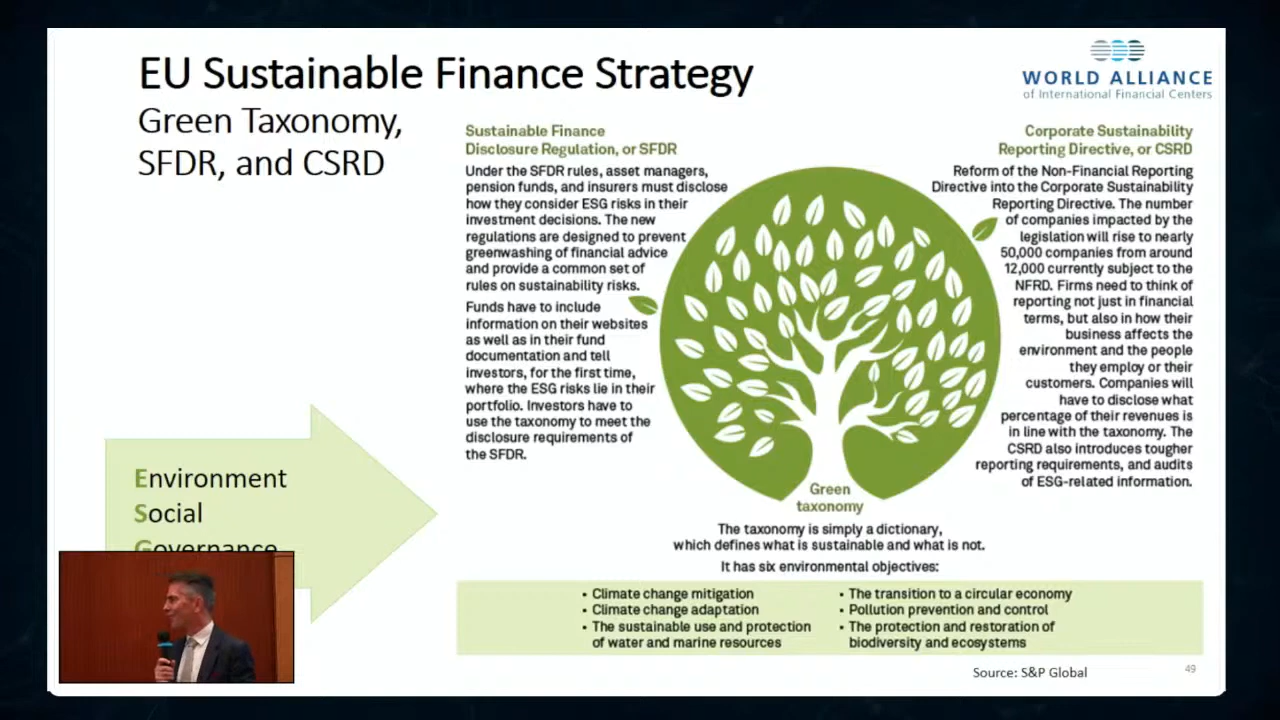 EU Sustainable Finance Strategy
Green Taxonomy,
SFDR, and CSRD
WORLD ALLIANCE
of International Financial Centers
Sustainable Finance
Disclosure Regulation, or SFDR
Under the SFDR rules, asset managers,
pension funds, and insurers must disclose
how they consider ESG risks in their
investment decisions. The new
regulations are designed to prevent
greenwashing of financial advice
and provide a common set of
rules on sustainability risks.
Funds have to include
information on their websites
as well as in their fund
documentation and tell
investors, for the first time,
where the ESG risks lie in their
portfolio. Investors have to
use the taxonomy to meet the
disclosure requirements of
the SFDR.
Corporate Sustainability
Reporting Directive, or CSRD
Reform of the Non-Financial Reporting
Directive into the Corporate Sustainability
Reporting Directive. The number
of companies impacted by the
legislation will rise to nearly
50,000 companies from around
12,000 currently subject to the
NFRD. Firms need to think of
reporting not just in financial
terms, but also in how their
business affects the
environment and the people
they employ or their
customers. Companies will
have to disclose what
percentage of their revenues is
in line with the taxonomy. The
CSRD also introduces tougher
reporting requirements, and audits
of ESG-related information.
Environment
Social
Governance
Green
taxonomy
The taxonomy is simply a dictionary,
which defines what is sustainable and what is not.
It has six environmental objectives:
• Climate change mitigation
• Climate change adaptation
• The sustainable use and protection
of water and marine resources
• The transition to a circular economy
• Pollution prevention and control
• The protection and restoration of
biodiversity and ecosystems
Source: S&P Global
49